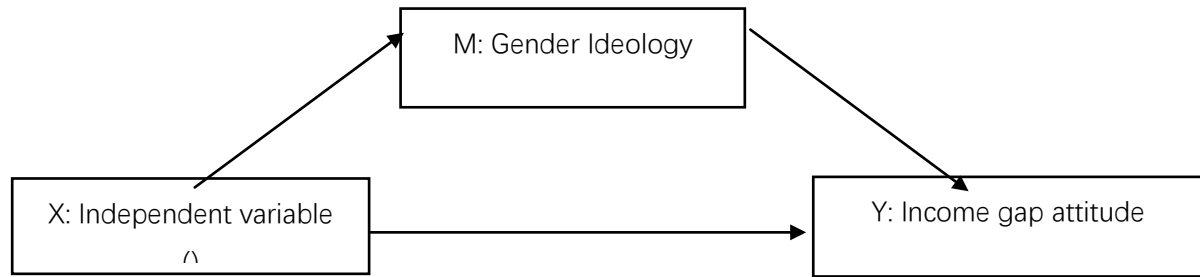 M: Gender Ideology
X: Independent variable
()
Y: Income gap attitude